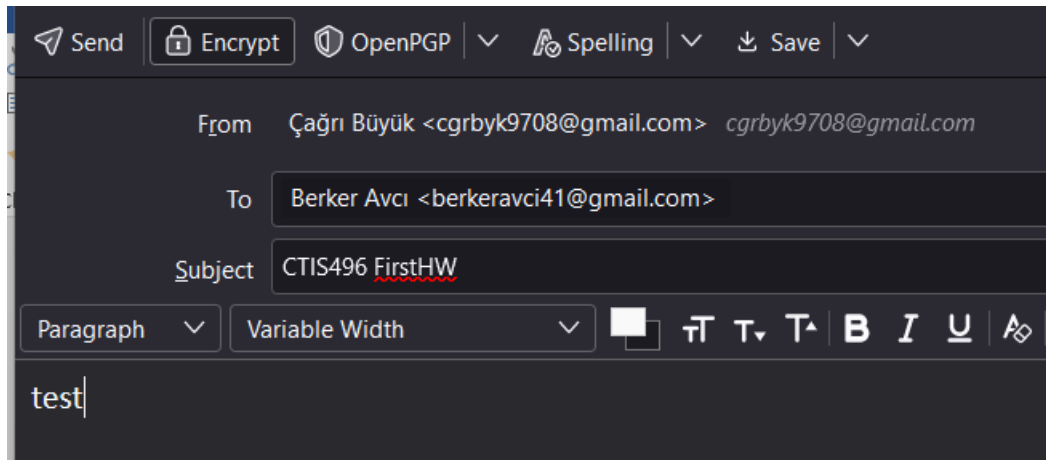 Send Encrypt OpenPGP Spelling Save
From Çağrı Büyük <cgrbyk9708@gmail.com> cgrbyk9708@gmail.com
To Berker Avcı <berkeravci41@gmail.com>
Subject CTIS496 FirstHW
Paragraph Variable Width B I U
test